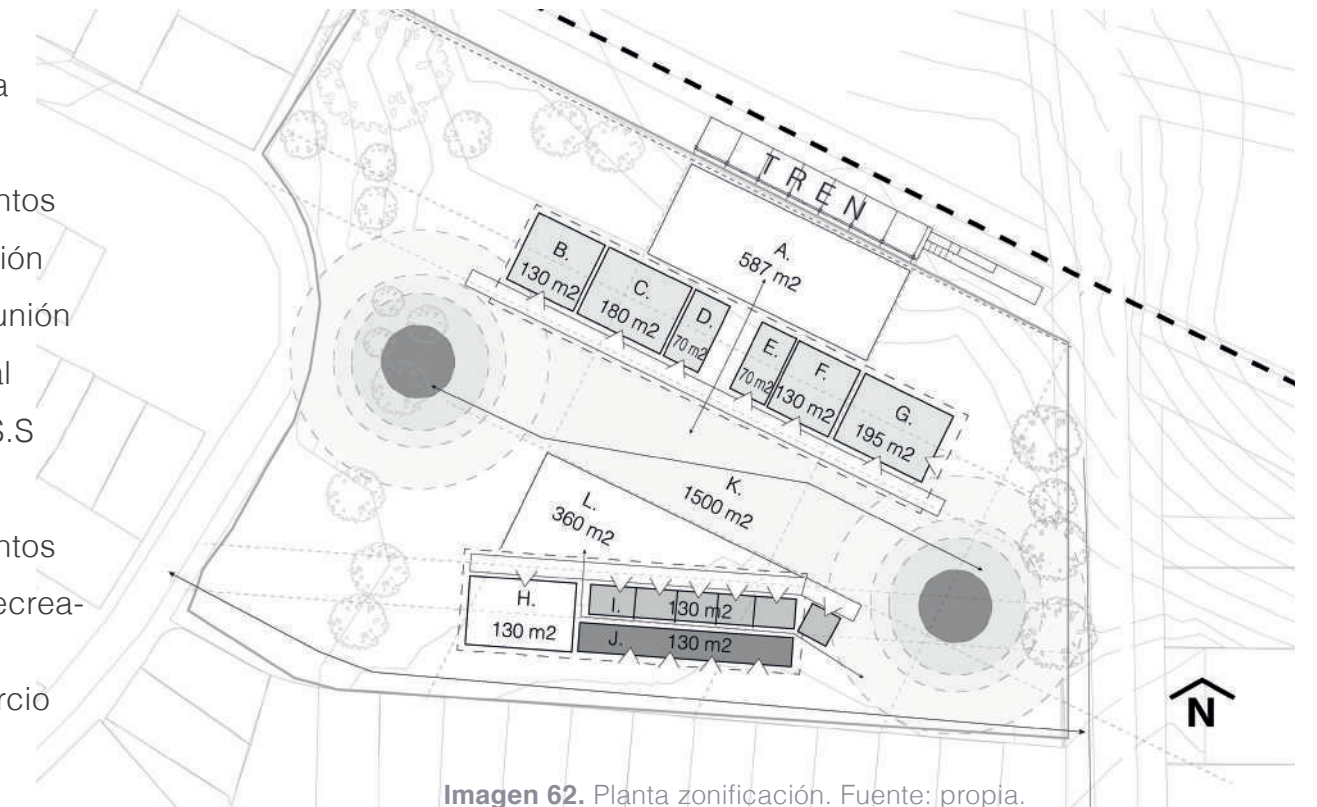 a
ntos
ión
unión
al
S.S
ntos
ecrea-
rcio
TREN
A.
587 m2
B.
130 m2
C.
180 m2
D.
70 m2
E.
70 m2
F.
130 m2
G.
195 m2
K.
1500 m2
L.
360 m2
H.
130 m2
I.
130 m2
J.
130 m2
N
Imagen 62. Planta zonificación. Fuente: propia.